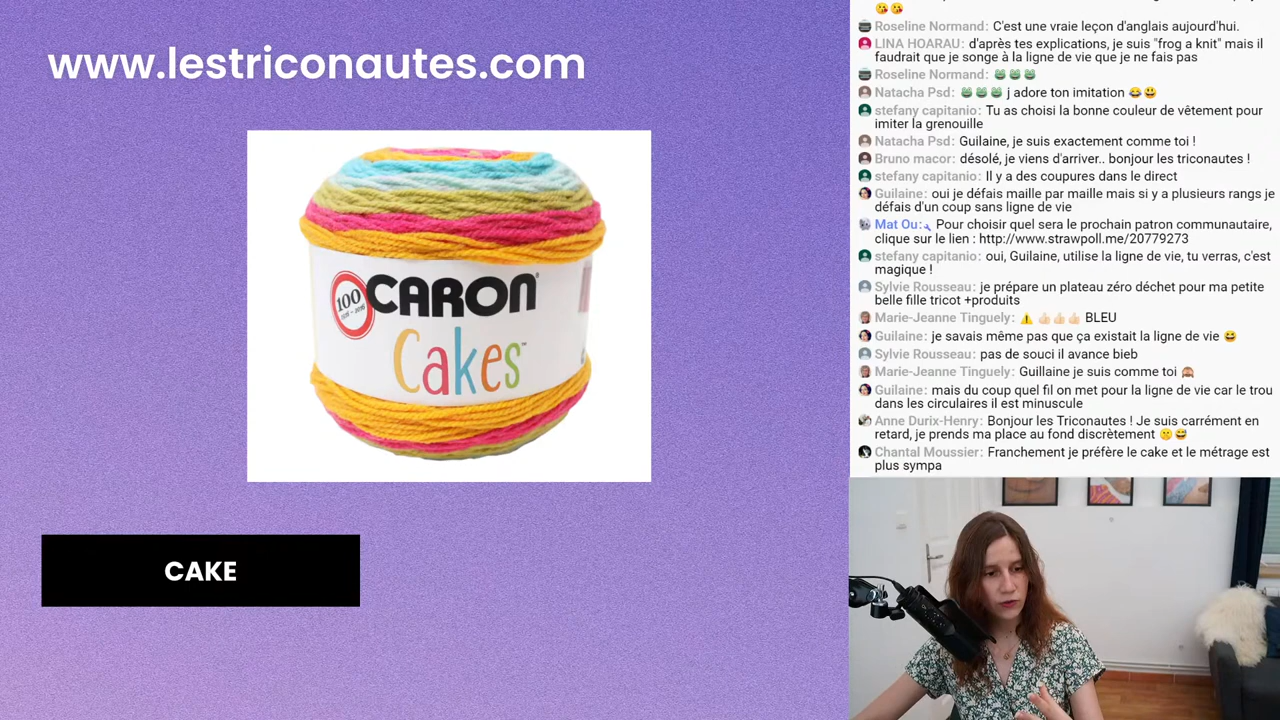 www.lestriconautes.com
100
CARON
Cakes™
CAKE
Roseline Normand: C'est une vraie leçon d'anglais aujourd'hui.
LINA HOARAU: d'après tes explications, je suis "frog a knit" mais il
faudrait que je songe à la ligne de vie que je ne fais pas
Roseline Normand: 🐸🐸🐸
Natacha Psd: 🐸🐸🐸 j adore ton imitation 😂😃
stefany capitanio: Tu as choisi la bonne couleur de vêtement pour
imiter la grenouille
Natacha Psd: Guilaine, je suis exactement comme toi !
Bruno macor: désolé, je viens d'arriver.. bonjour les triconautes !
stefany capitanio: Il y a des coupures dans le direct
Guilaine: oui je défais maille par maille mais si y a plusieurs rangs je
défais d'un coup sans ligne de vie
Mat Ou: Pour choisir quel sera le prochain patron communautaire,
clique sur le lien : http://www.strawpoll.me/20779273
stefany capitanio: oui, Guilaine, utilise la ligne de vie, tu verras, c'est
magique !
Sylvie Rousseau: je prépare un plateau zéro déchet pour ma petite
belle fille tricot +produits
Marie-Jeanne Tinguely: ⚠️ 👍🏻👍🏻👍🏻 BLEU
Guilaine: je savais même pas que ça existait la ligne de vie 😆
Sylvie Rousseau: pas de souci il avance bieb
Marie-Jeanne Tinguely: Guillaine je suis comme toi 🙈
Guilaine: mais du coup quel fil on met pour la ligne de vie car le trou
dans les circulaires il est minuscule
Anne Durix-Henry: Bonjour les Triconautes ! Je suis carrément en
retard, je prends ma place au fond discrètement 🤫😅
Chantal Moussier: Franchement je préfère le cake et le métrage est
plus sympa